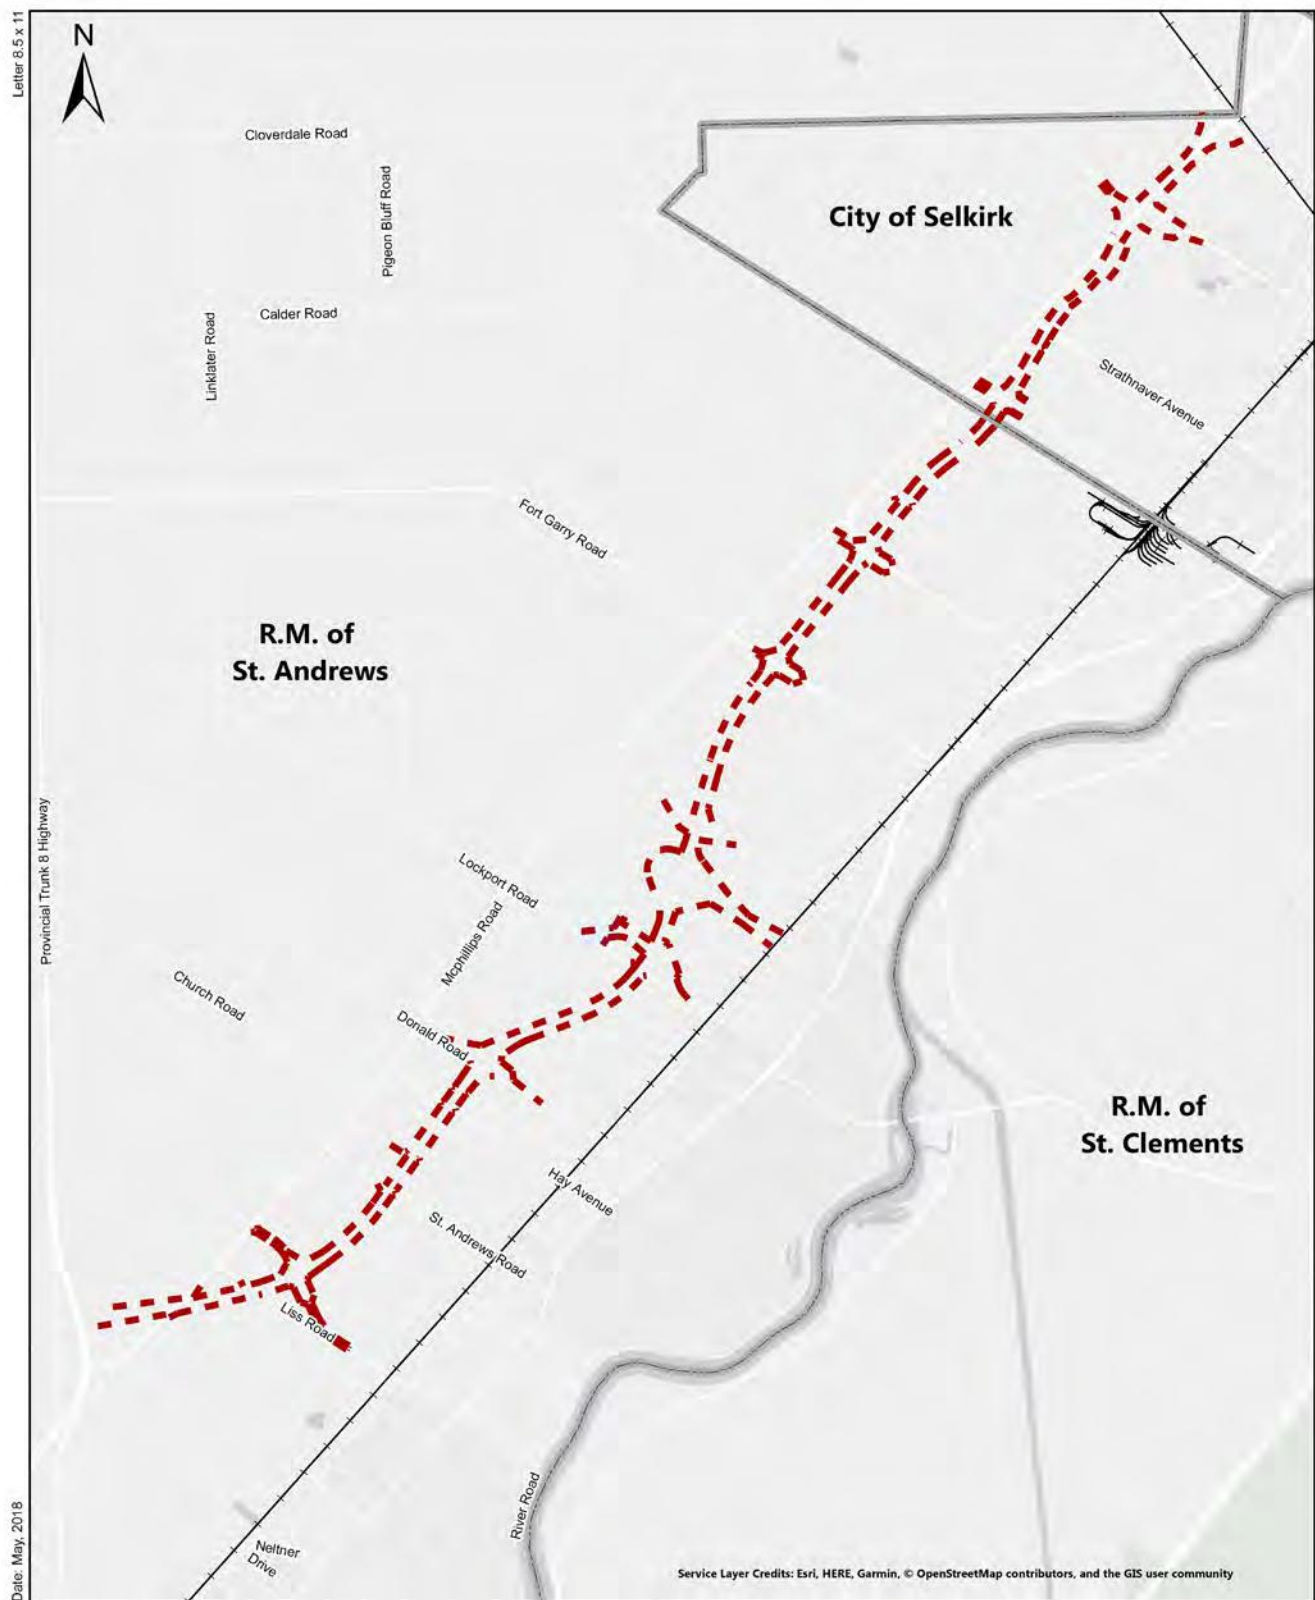 Letter 8.5 x 11
N
Cloverdale Road
Pigeon Bluff Road
City of Selkirk
Calder Road
Linklater Road
Strathnaver Avenue
Fort Garry Road
R.M. of
St. Andrews
Provincial Trunk 8 Highway
Lockport Road
Mcphillips Road
Church Road
Donald Road
R.M. of
St. Clements
Hay Avenue
St. Andrews Road
Liss Road
River Road
Neltner
Drive
Date: May, 2018
Service Layer Credits: Esri, HERE, Garmin, © OpenStreetMap contributors, and the GIS user community